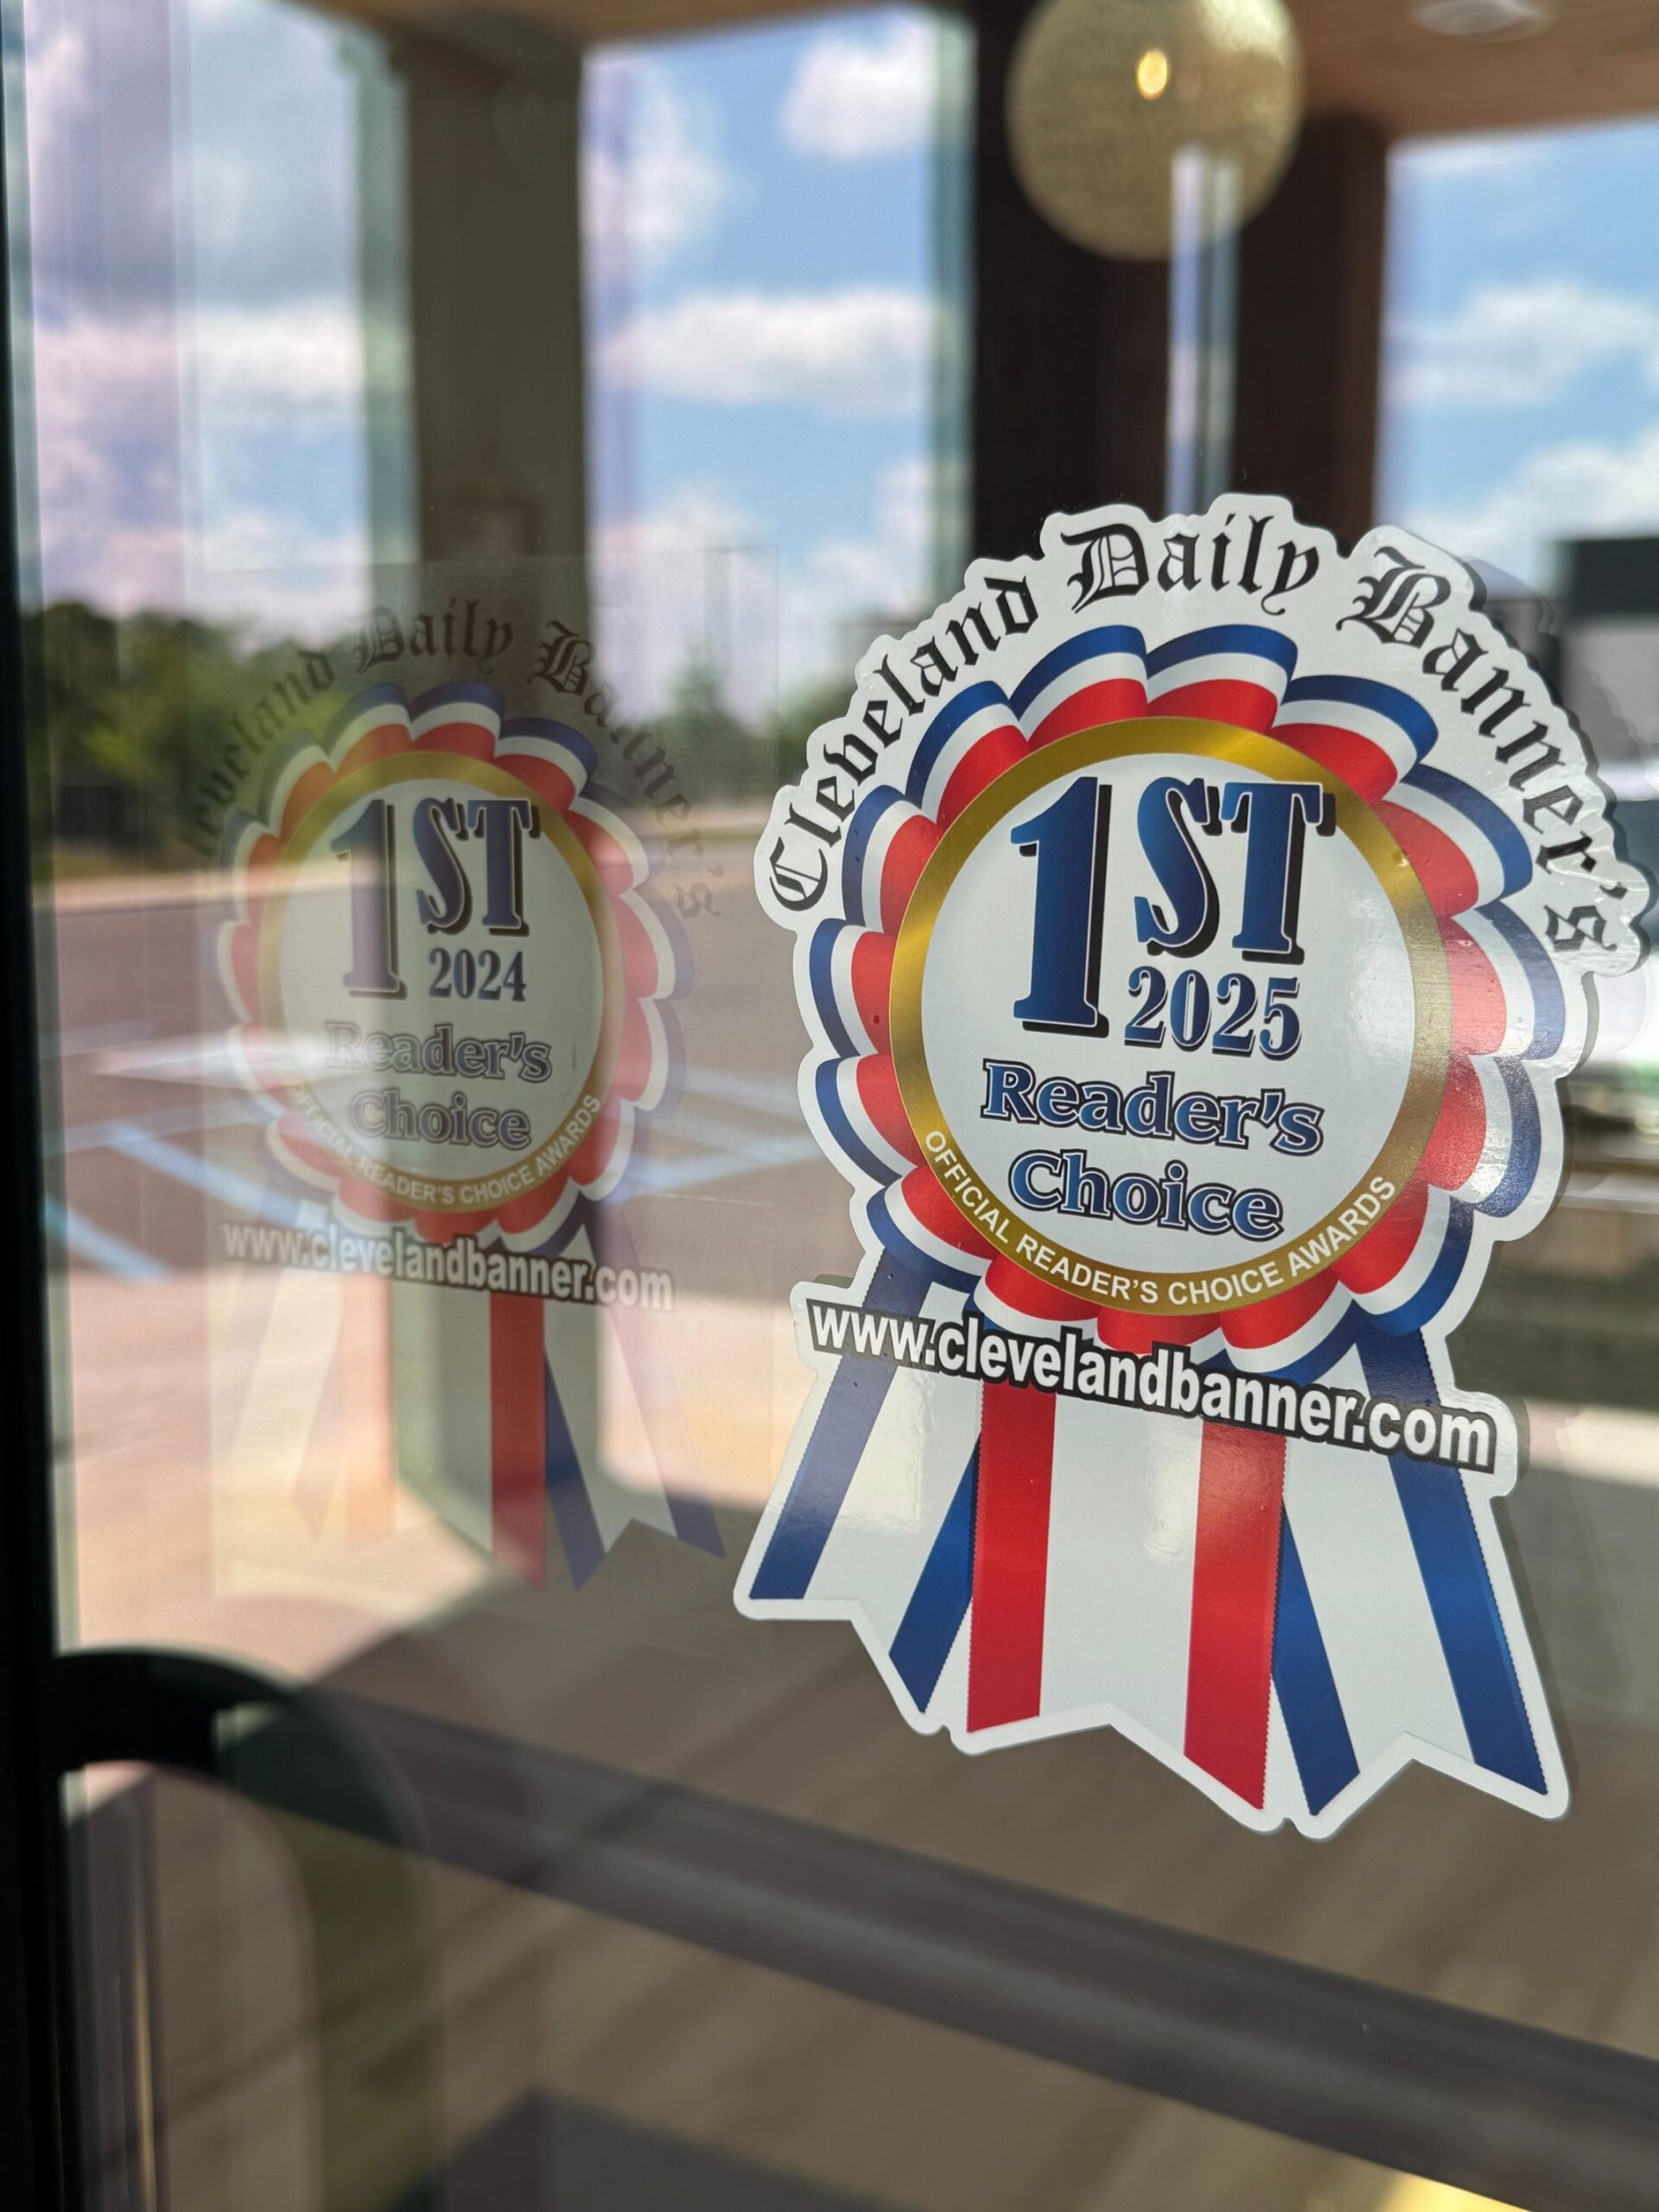 Cleveland Daily Banner's
1ST
2024
Reader's
Choice
OFFICIAL READER'S CHOICE AWARDS
www.clevelandbanner.com
Cleveland Daily Banner's
1ST
2025
Reader's
Choice
OFFICIAL READER'S CHOICE AWARDS
www.clevelandbanner.com